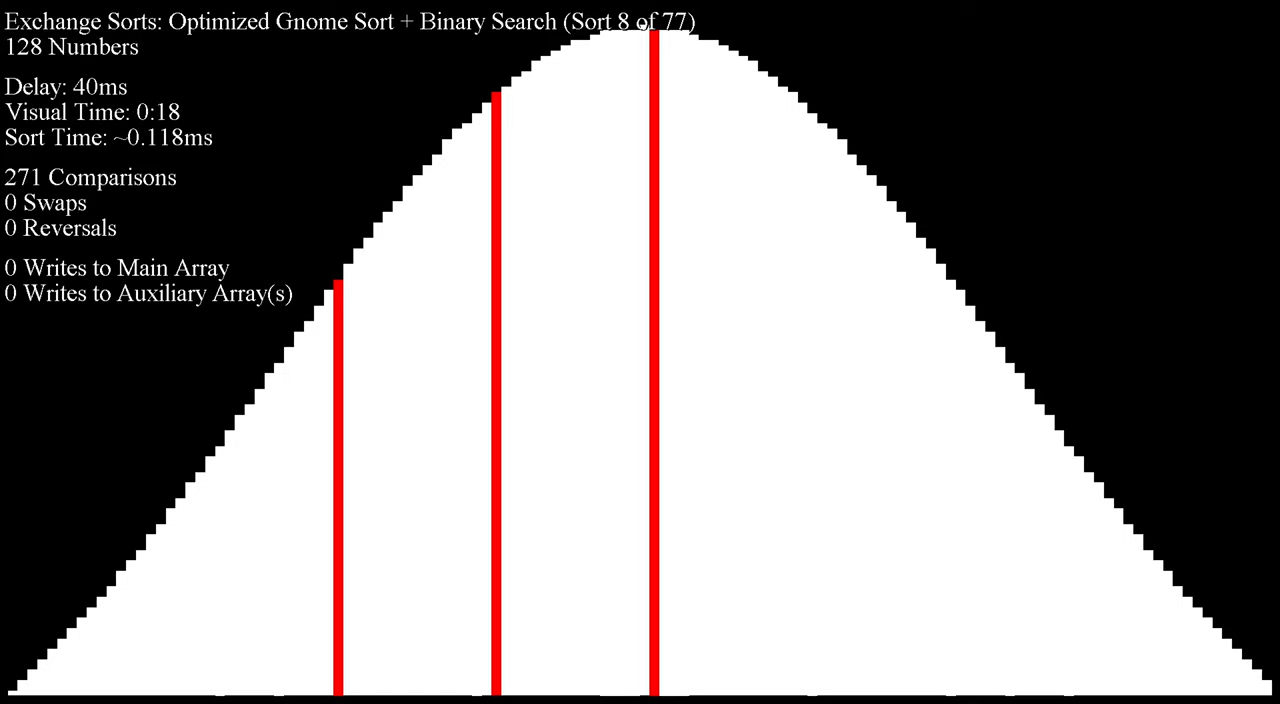 Exchange Sorts: Optimized Gnome Sort + Binary Search (Sort 8 of 77)
128 Numbers
Delay: 40ms
Visual Time: 0:18
Sort Time: ~0.118ms
271 Comparisons
0 Swaps
0 Reversals
0 Writes to Main Array
0 Writes to Auxiliary Array(s)